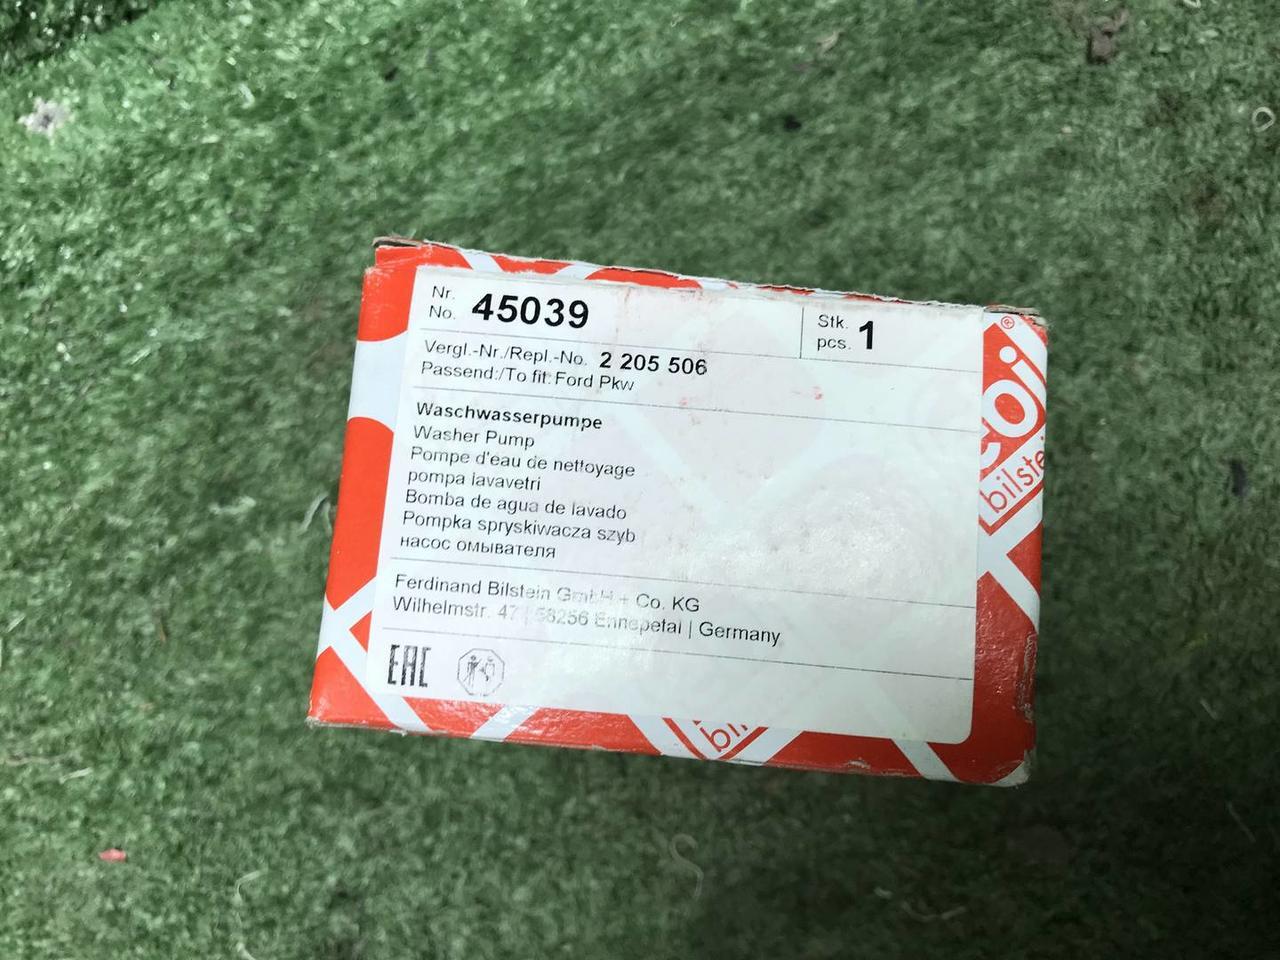 Nr.
No. 45039
Stk.
pcs. 1
Vergl.-Nr./Repl.-No. 2 205 506
Passend:/To fit: Ford Pkw
Waschwasserpumpe
Washer Pump
Pompe d'eau de nettoyage
pompa lavavetri
Bomba de agua de lavado
Pompka spryskiwacza szyb
насос омывателя
Ferdinand Bilstein GmbH + Co. KG
Wilhelmstr. 47 | 58256 Ennepetal | Germany
EAC